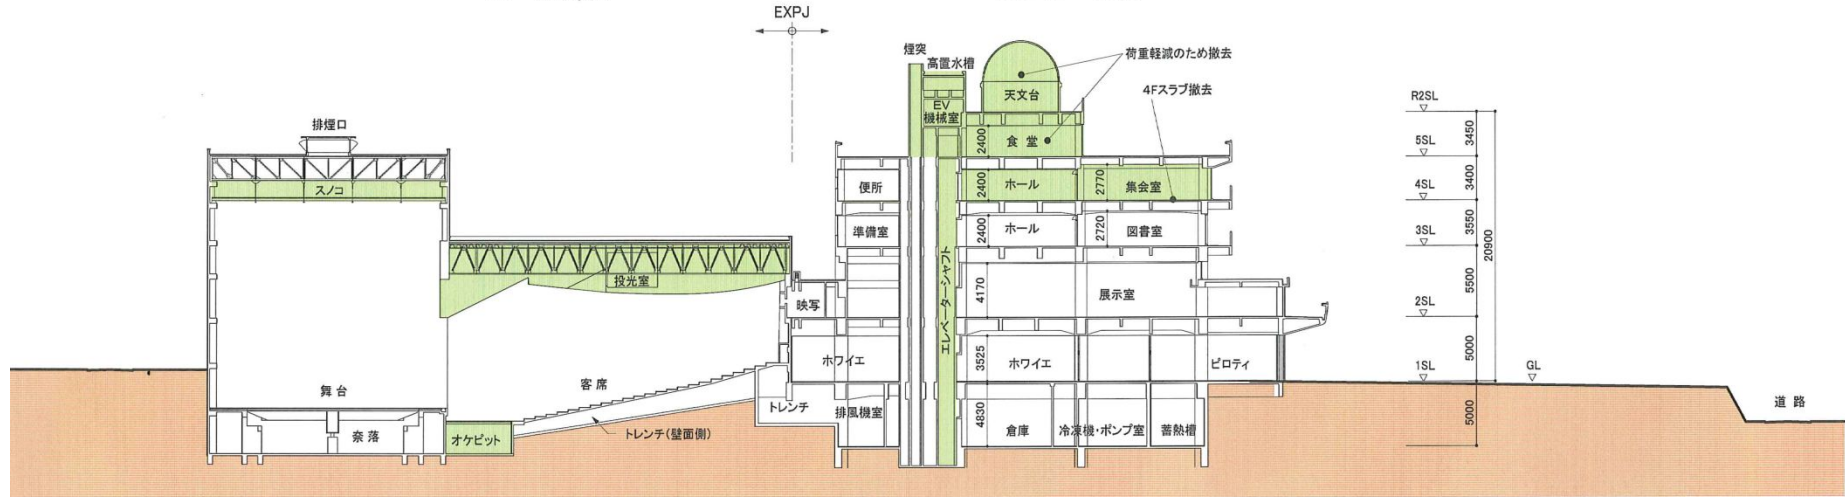 EXPJ
煙突
高置水槽
荷重軽減のため撤去
天文台
4Fスラブ撤去
R2SL
EV
機械室
排煙口
3450
2400
食堂
5SL
スノコ
便所
2400
ホール
2770
集会室
3400
4SL
準備室
2400
ホール
2720
図書室
3550
3SL
20900
投光室
エレベーターシャフト
映写
4170
展示室
5500
2SL
ホワイエ
3525
ホワイエ
ピロティ
5000
1SL
GL
舞台
客席
トレンチ
排風機室
4830
倉庫
冷凍機・ポンプ室
蓄熱槽
5000
道路
奈落
オケピット
トレンチ(壁面側)